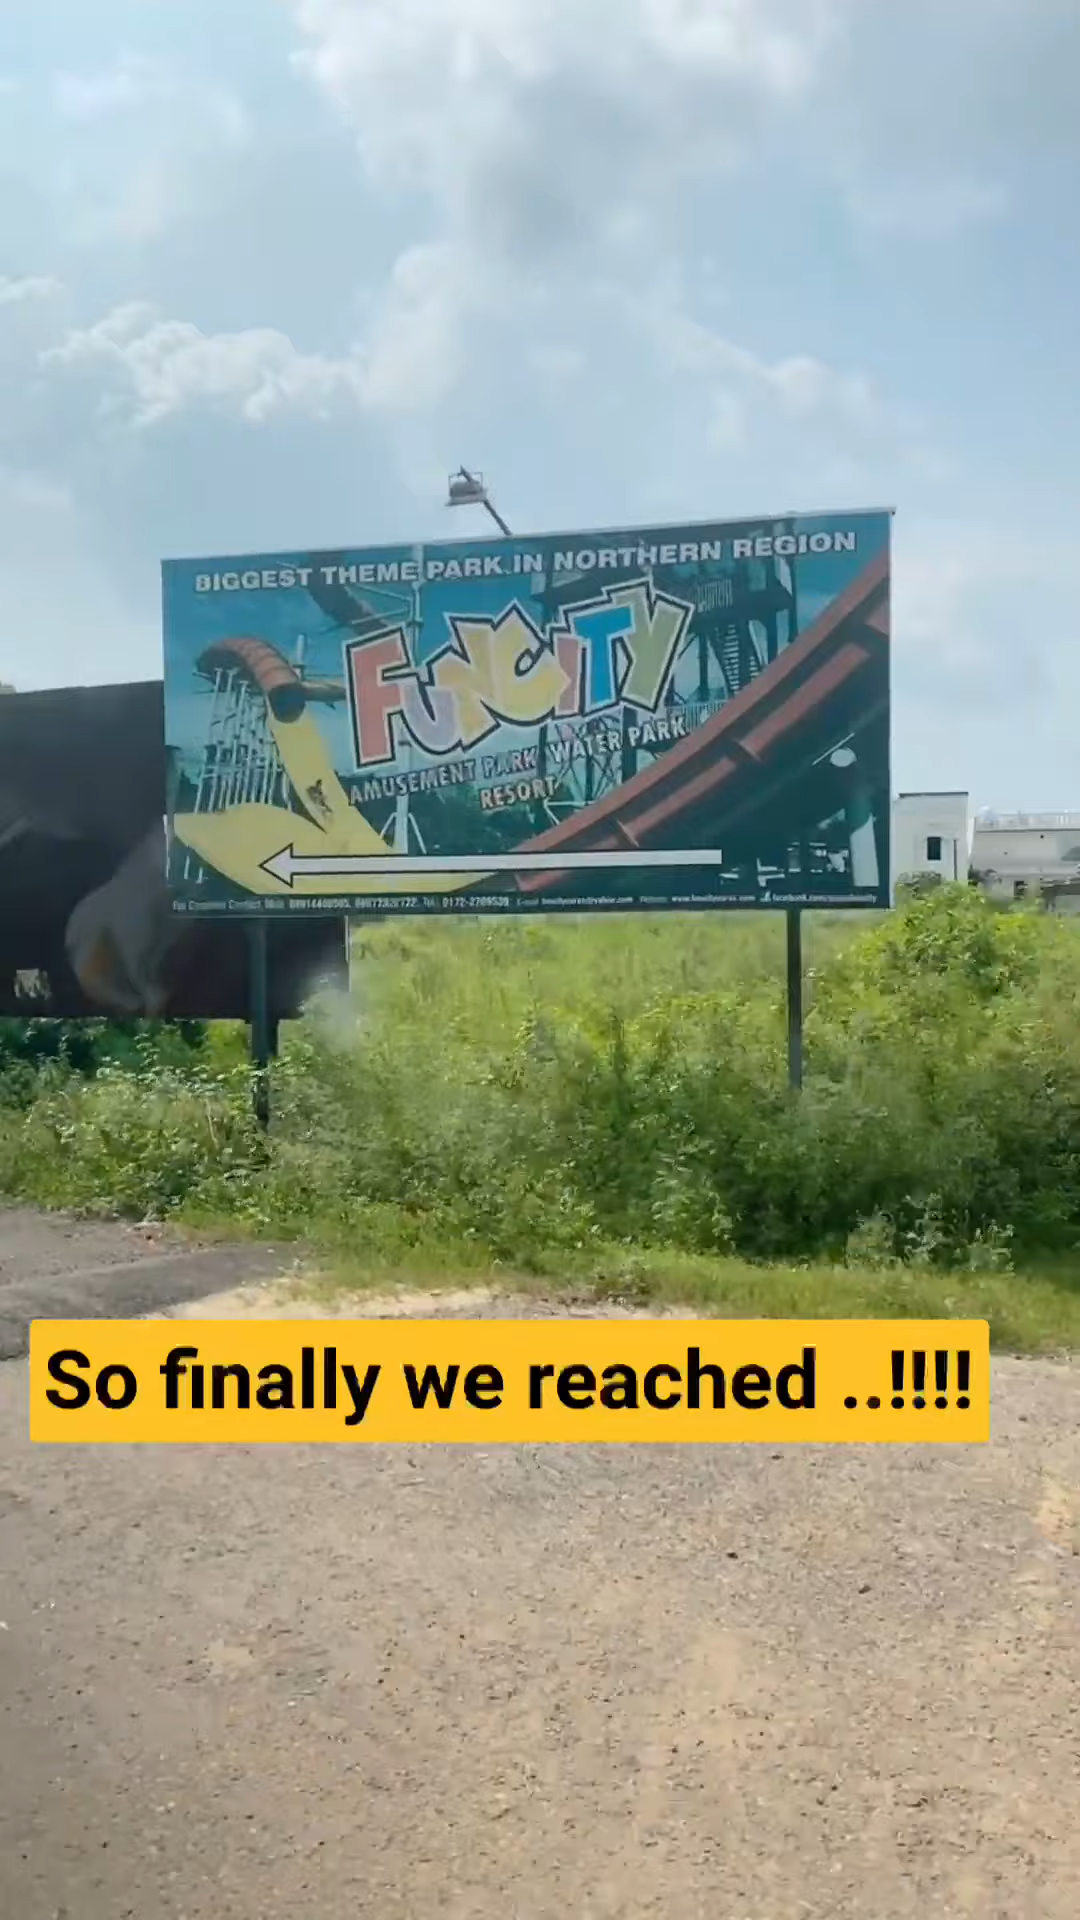 BIGGEST THEME PARK IN NORTHERN REGION
FUNCITY
AMUSEMENT PARK WATER PARK
RESORT
So finally we reached ..!!!!